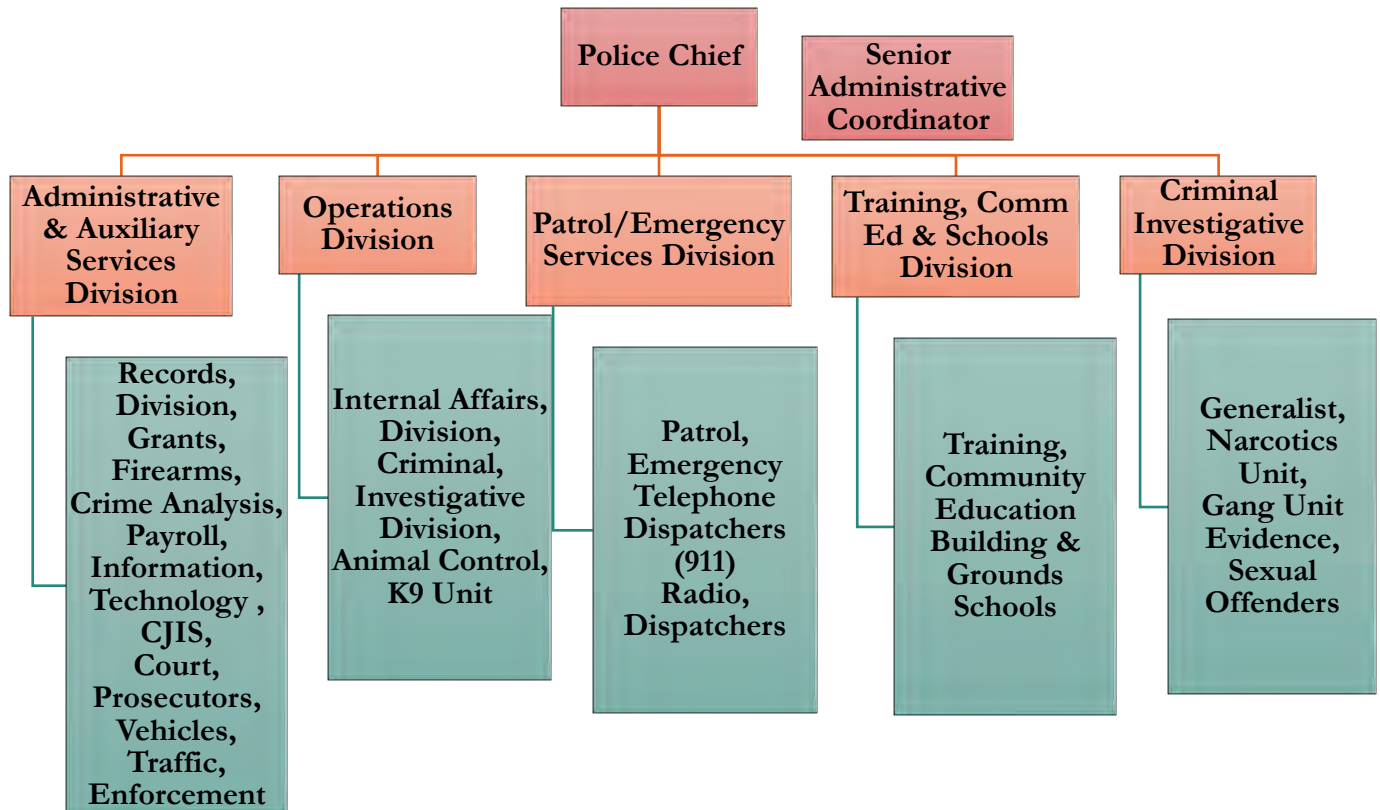 Police Chief
Senior
Administrative
Coordinator
Administrative
& Auxiliary
Services
Division
Operations
Division
Patrol/Emergency
Services Division
Training, Comm
Ed & Schools
Division
Criminal
Investigative
Division
Records,
Division,
Grants,
Firearms,
Crime Analysis,
Payroll,
Information,
Technology ,
CJIS,
Court,
Prosecutors,
Vehicles,
Traffic,
Enforcement
Internal Affairs,
Division,
Criminal,
Investigative
Division,
Animal Control,
K9 Unit
Patrol,
Emergency
Telephone
Dispatchers
(911)
Radio,
Dispatchers
Training,
Community
Education
Building &
Grounds
Schools
Generalist,
Narcotics
Unit,
Gang Unit
Evidence,
Sexual
Offenders